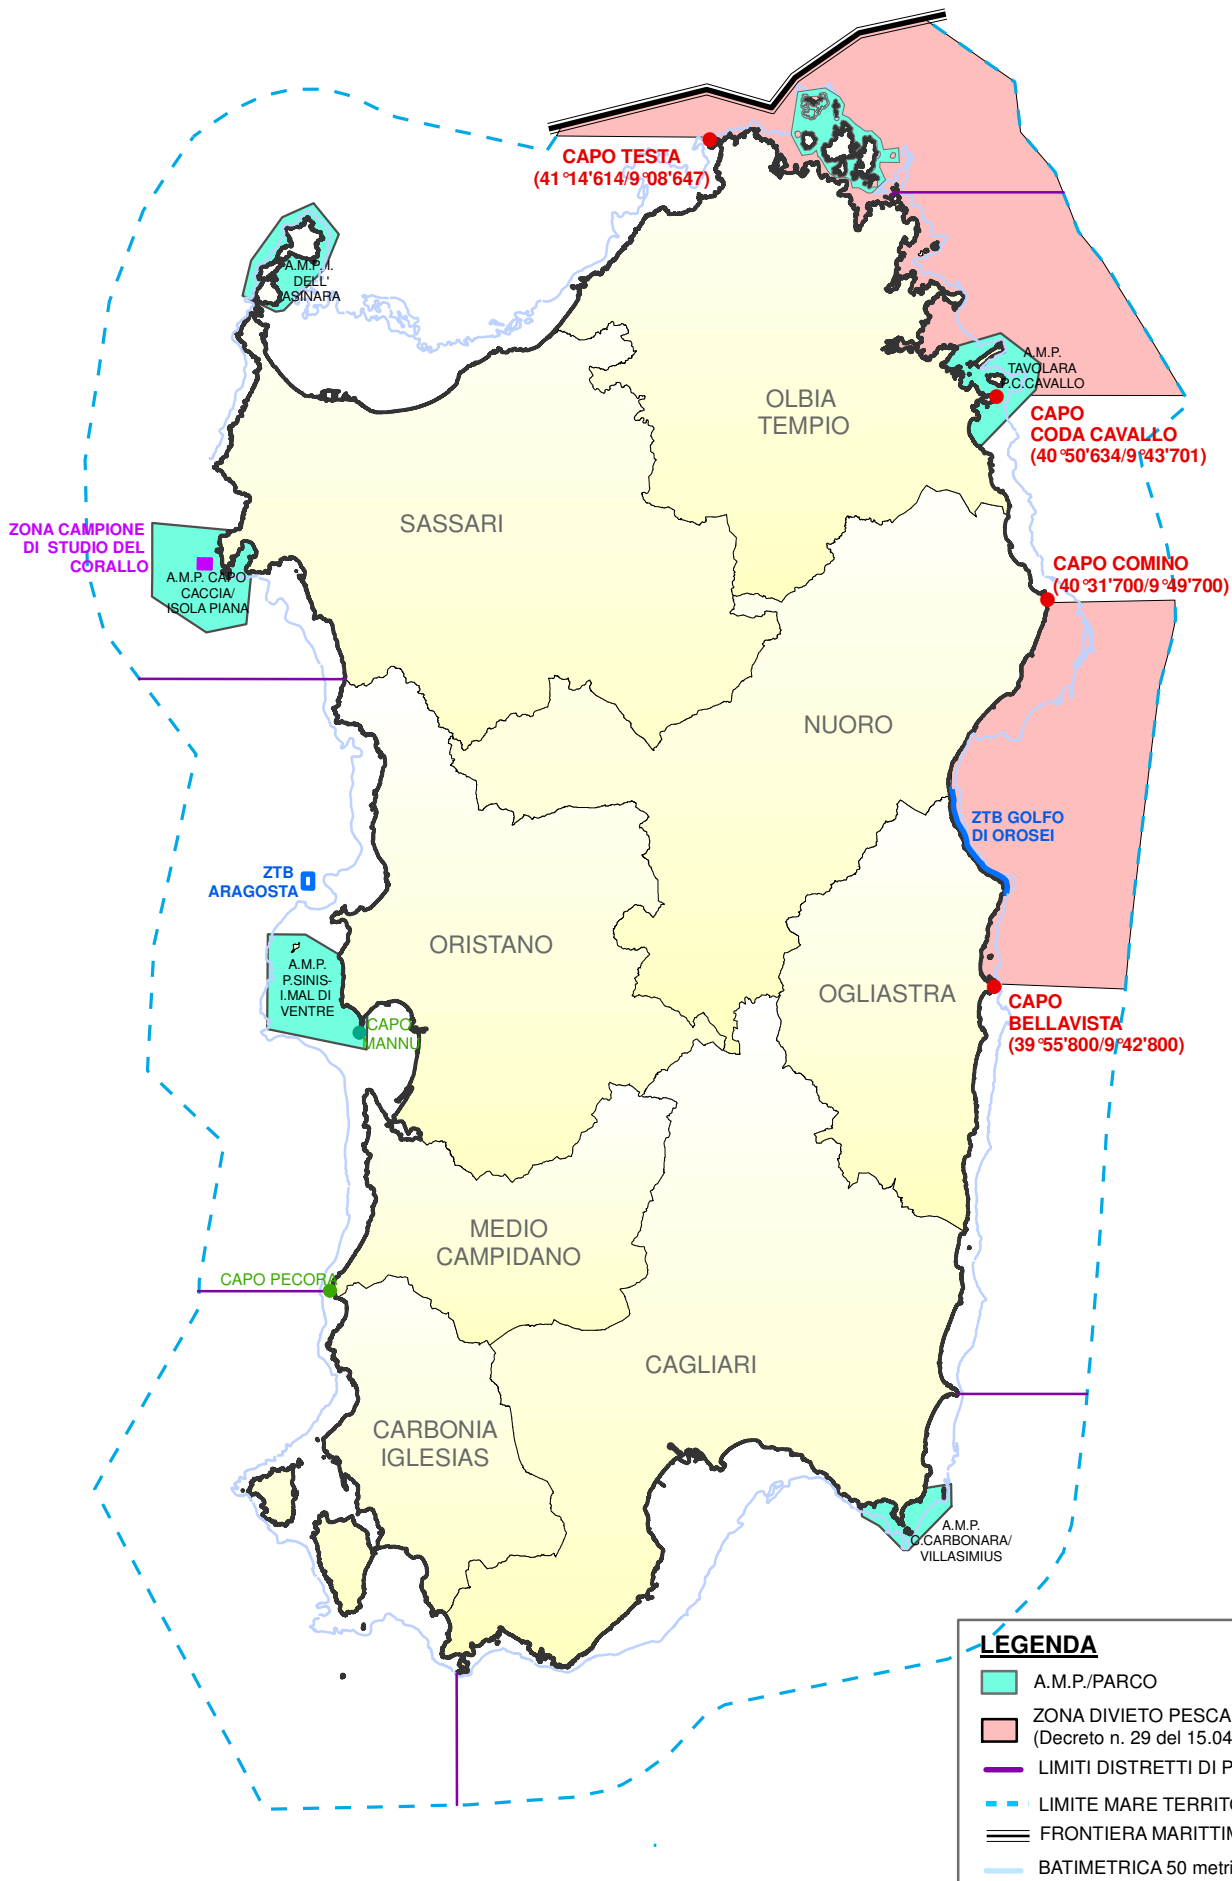 CAPO TESTA
(41°14'614/9°08'647)
A.M.P. I.
DELL'
ASINARA
A.M.P.
TAVOLARA
P.C.CAVALLO
OLBIA
TEMPIO
CAPO
CODA CAVALLO
(40°50'634/9°43'701)
SASSARI
ZONA CAMPIONE
DI STUDIO DEL
CORALLO
A.M.P. CAPO
CACCIA/
ISOLA PIANA
CAPO COMINO
(40°31'700/9°49'700)
NUORO
ZTB GOLFO
DI OROSEI
ZTB
ARAGOSTA
ORISTANO
A.M.P.
P.SINIS-
I.MAL DI
VENTRE
OGLIASTRA
CAPO
BELLAVISTA
(39°55'800/9°42'800)
CAPO
MANNU
MEDIO
CAMPIDANO
CAPO PECORA
CAGLIARI
CARBONIA
IGLESIAS
A.M.P.
C.CARBONARA/
VILLASIMIUS
LEGENDA
A.M.P./PARCO
ZONA DIVIETO PESCA
(Decreto n. 29 del 15.04
LIMITI DISTRETTI DI P
LIMITE MARE TERRITO
FRONTIERA MARITTIM
BATIMETRICA 50 metri